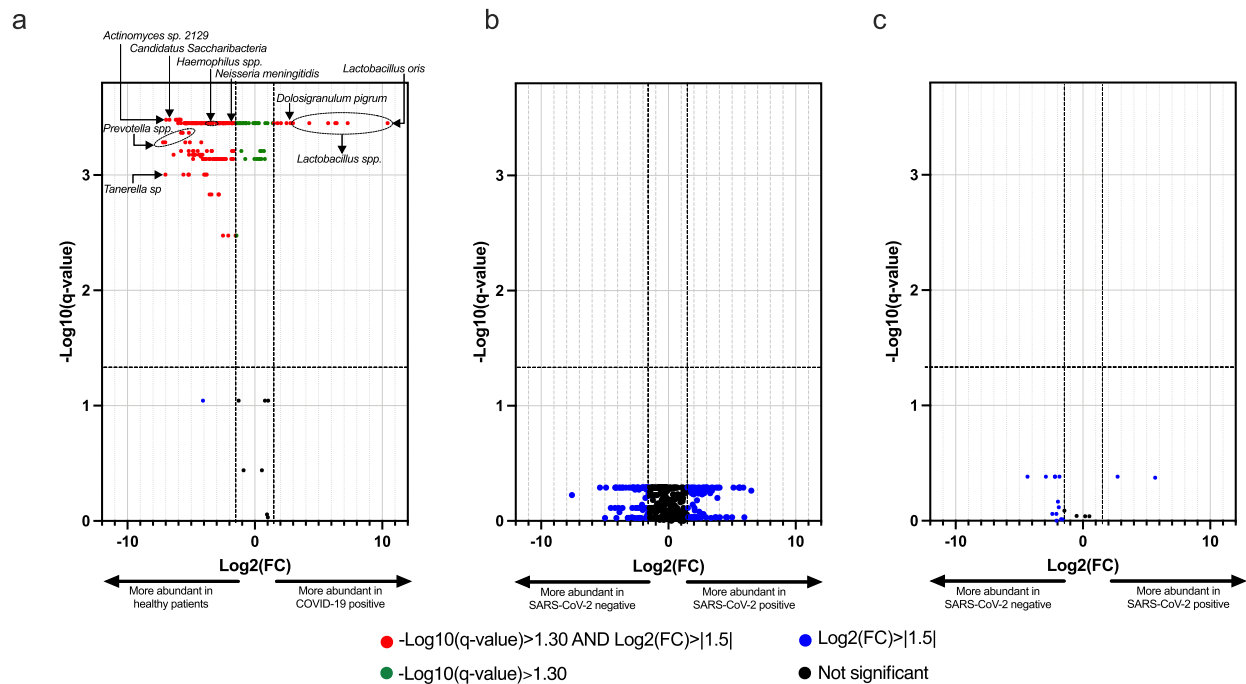 a
b
c
Actinomyces sp. 2129
Candidatus Saccharibacteria
Haemophilus spp.
Neisseria meningitidis
Lactobacillus oris
Dolosigranulum pigrum
Prevotella spp.
Lactobacillus spp.
Tanerella sp
-Log10(q-value)
3
2
1
0
-10
0
10
Log2(FC)
More abundant in
healthy patients
More abundant in
COVID-19 positive
-Log10(q-value)
3
2
1
0
-10
0
10
Log2(FC)
More abundant in
SARS-CoV-2 negative
More abundant in
SARS-CoV-2 positive
-Log10(q-value)
3
2
1
0
-10
0
10
Log2(FC)
More abundant in
SARS-CoV-2 negative
More abundant in
SARS-CoV-2 positive
-Log10(q-value)>1.30 AND Log2(FC)>|1.5|
Log2(FC)>|1.5|
-Log10(q-value)>1.30
Not significant